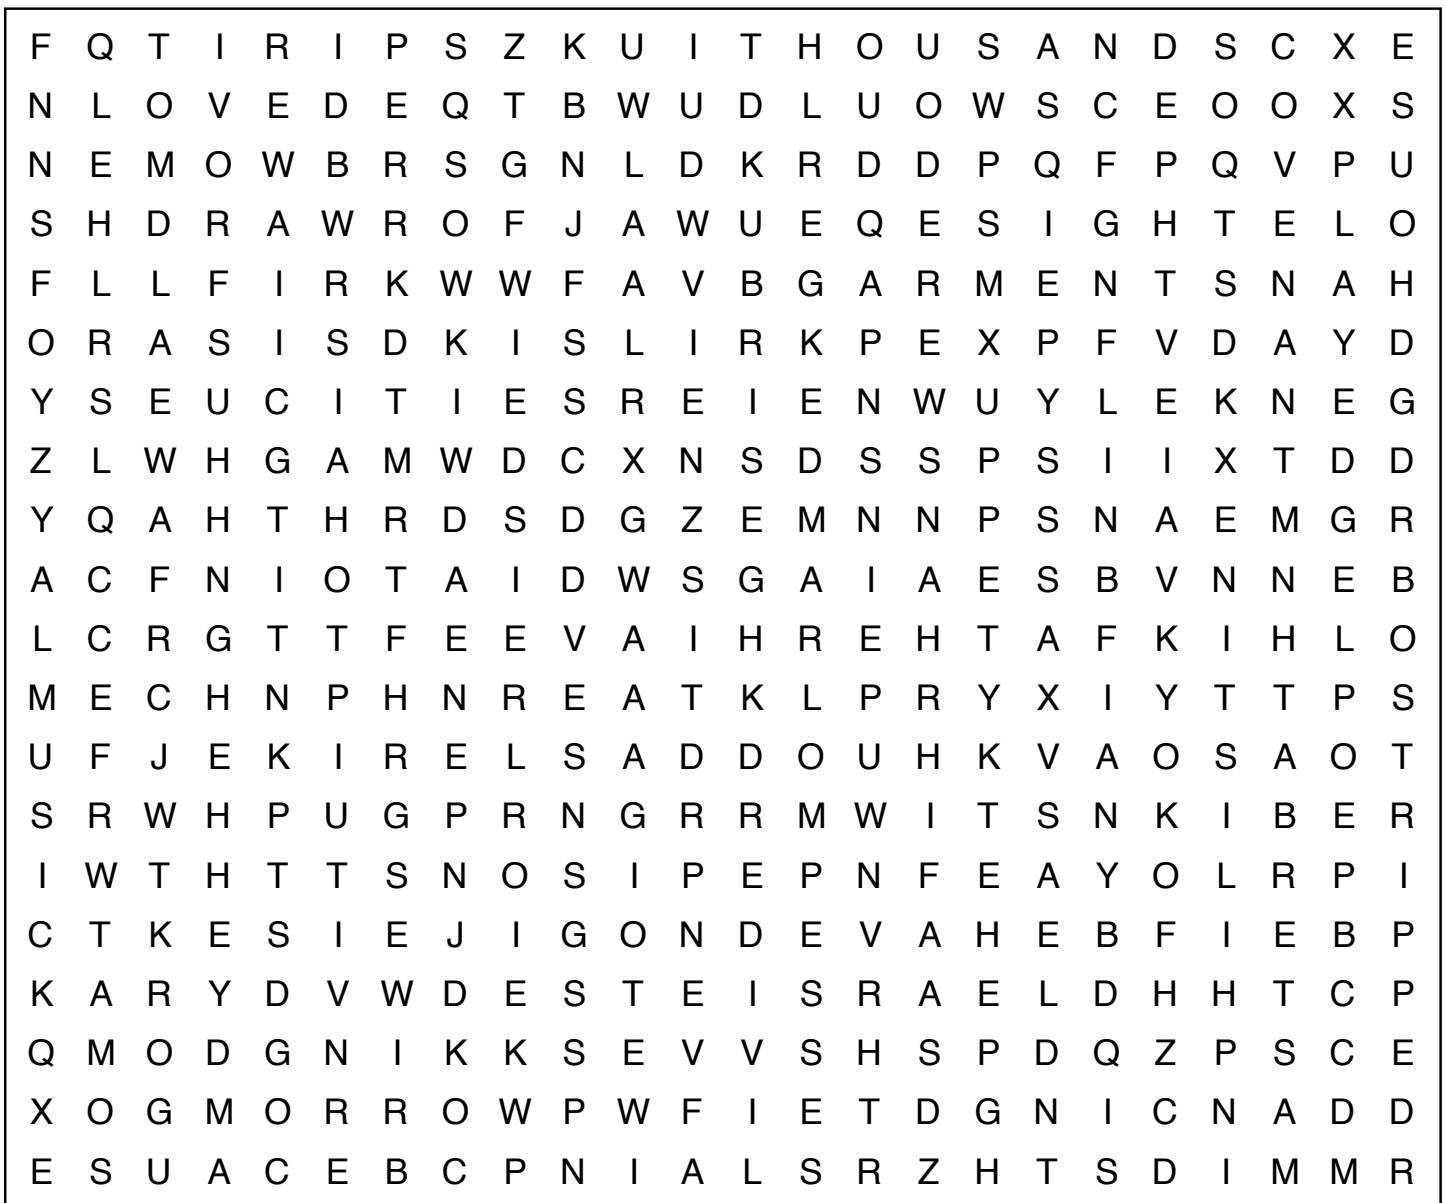 F Q T I R I P S Z K U I T H O U S A N D S C X E
N L O V E D E Q T B W U D L U O W S C E O O X S
N E M O W B R S G N L D K R D D P Q F P Q V P U
S H D R A W R O F J A W U E Q E S I G H T E L O
F L L F I R K W W F A V B G A R M E N T S N A H
O R A S I S D K I S L I R K P E X P F V D A Y D
Y S E U C I T I E S R E I E N W U Y L E K N E G
Z L W H G A M W D C X N S D S S P S I I X T D D
Y Q A H T H R D S D G Z E M N N P S N A E M G R
A C F N I O T A I D W S G A I A E S B V N N E B
L C R G T T F E E V A I H R E H T A F K I H L O
M E C H N P H N R E A T K L P R Y X I Y T T P S
U F J E K I R E L S A D D O U H K V A O S A O T
S R W H P U G P R N G R R M W I T S N K I B E R
I W T H T T S N O S I P E P N F E A Y O L R P I
C T K E S I E J I G O N D E V A H E B F I E B P
K A R Y D V W D E S T E I S R A E L D H H T C P
Q M O D G N I K K S E V V S H S P D Q Z P S C E
X O G M O R R O W P W F I E T D G N I C N A D D
E S U A C E B C P N I A L S R Z H T S D I M M R